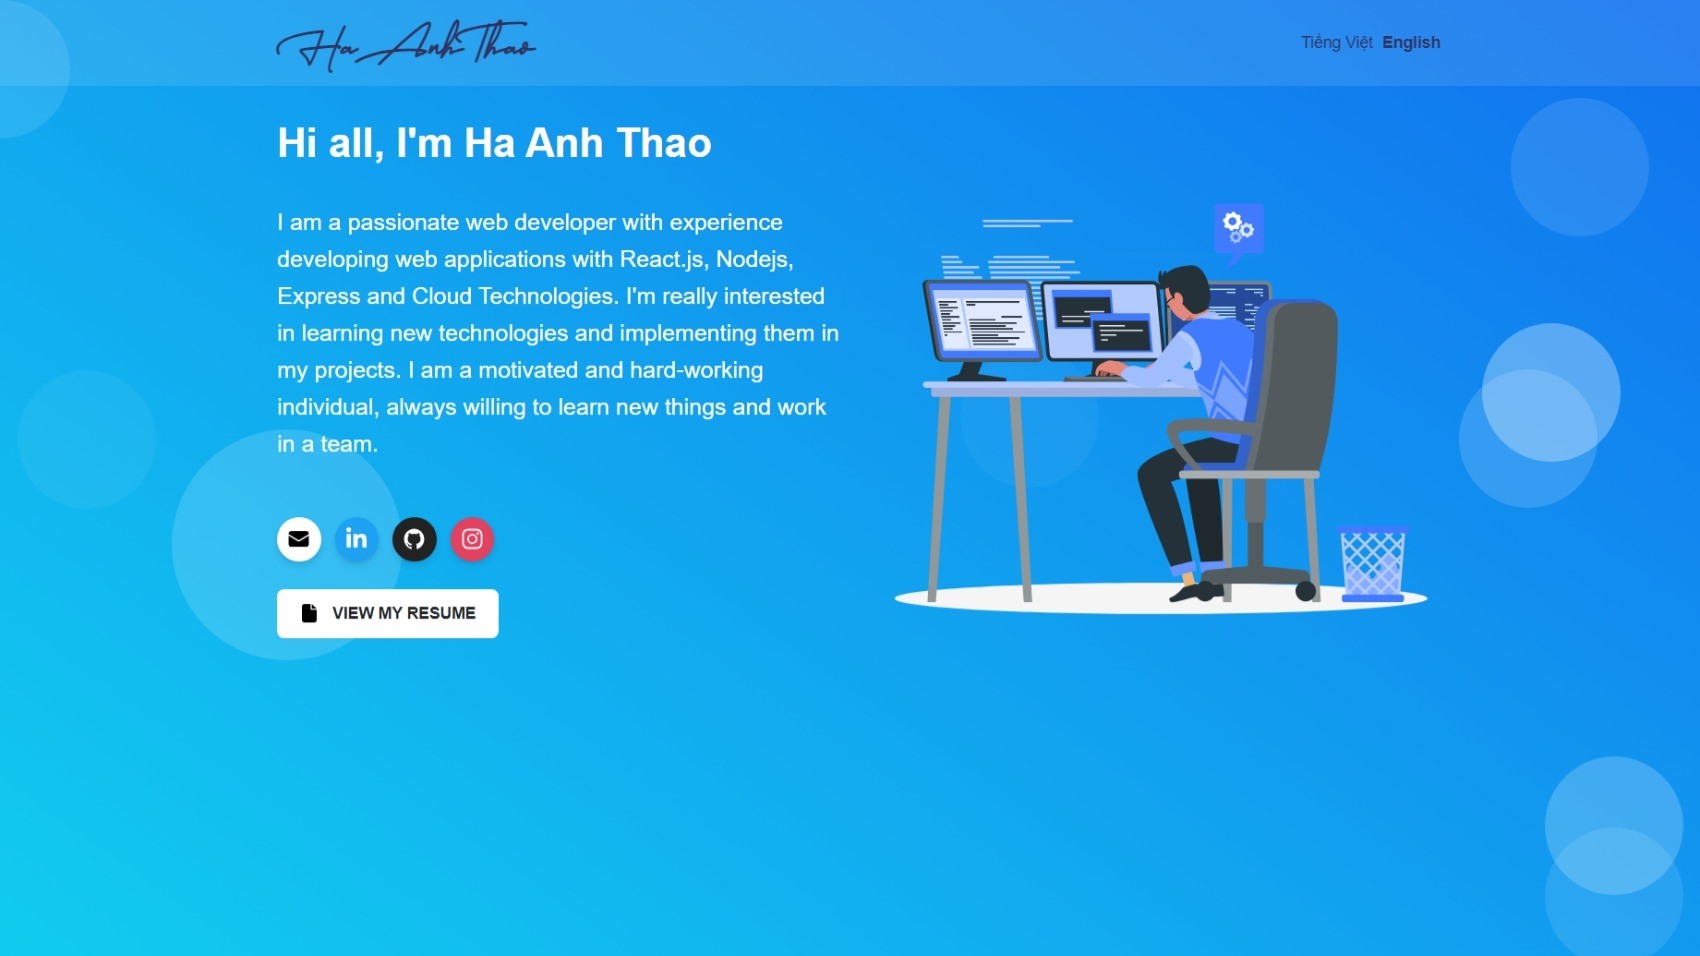 Ha Anh Thao
Tiếng Việt English
Hi all, I'm Ha Anh Thao
I am a passionate web developer with experience
developing web applications with React.js, Nodejs,
Express and Cloud Technologies. I'm really interested
in learning new technologies and implementing them in
my projects. I am a motivated and hard-working
individual, always willing to learn new things and work
in a team.
in
VIEW MY RESUME